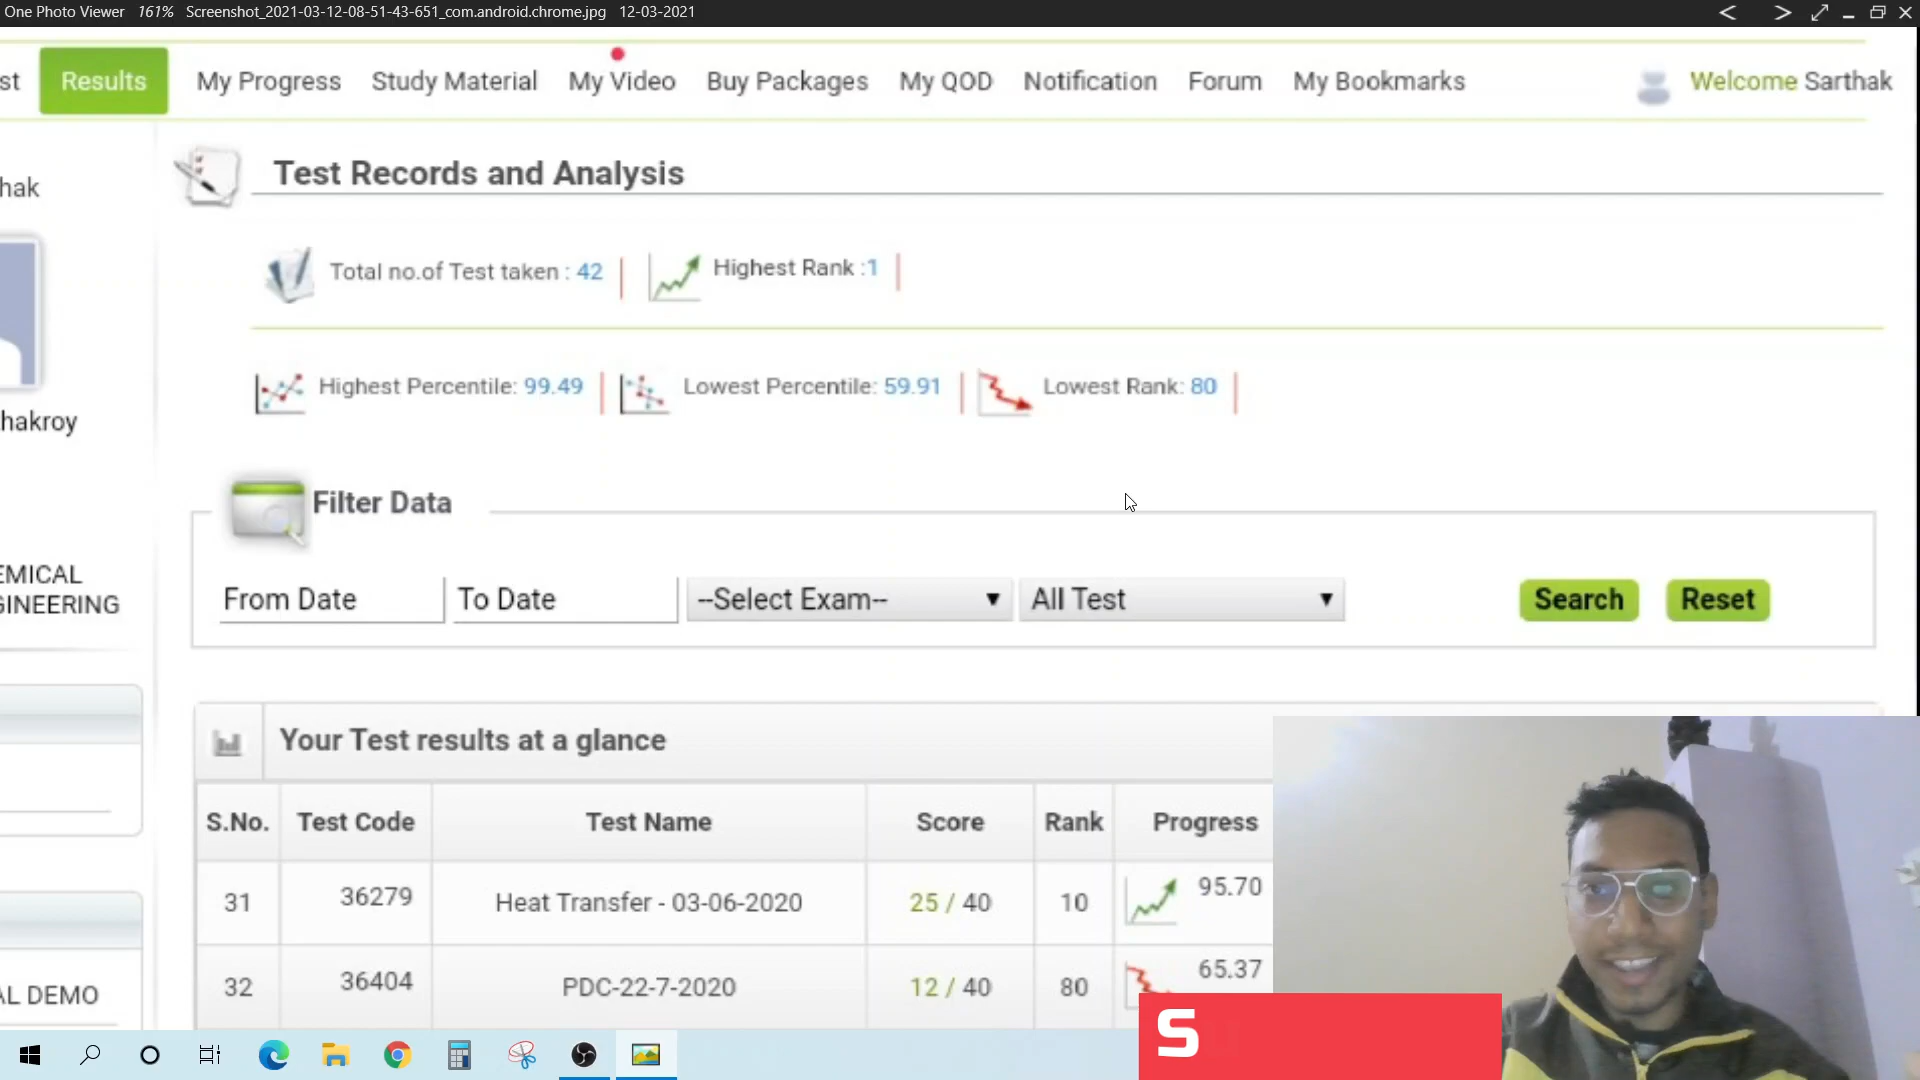 One Photo Viewer 161% Screenshot_2021-03-12-08-51-43-651_com.android.chrome.jpg 12-03-2021
st Results My Progress Study Material My Video Buy Packages My QOD Notification Forum My Bookmarks Welcome Sarthak
hak
Test Records and Analysis
Total no.of Test taken : 42
Highest Rank :1
Highest Percentile: 99.49
Lowest Percentile: 59.91
Lowest Rank: 80
hakroy
Filter Data
EMICAL
GINEERING
From Date To Date --Select Exam-- All Test Search Reset
Your Test results at a glance
S.No. Test Code Test Name Score Rank Progress
31 36279 Heat Transfer - 03-06-2020 25 / 40 10 95.70
32 36404 PDC-22-7-2020 12 / 40 80 65.37
AL DEMO
S